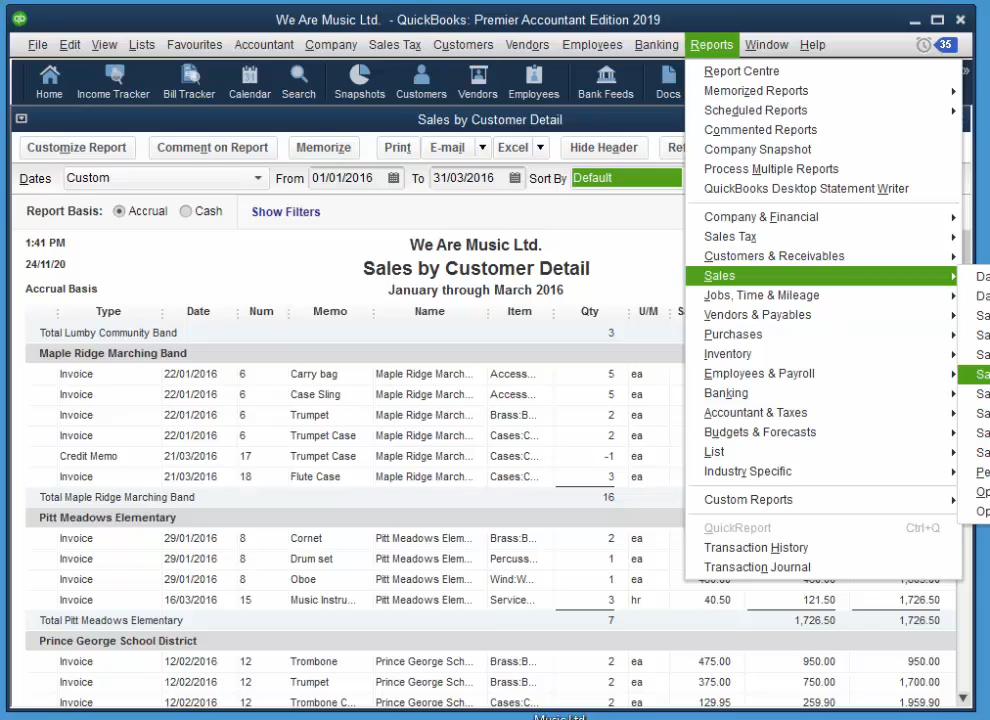 We Are Music Ltd. - QuickBooks: Premier Accountant Edition 2019
File Edit View Lists Favourites Accountant Company Sales Tax Customers Vendors Employees Banking Reports Window Help 35
Home Income Tracker Bill Tracker Calendar Search Snapshots Customers Vendors Employees Bank Feeds Docs
Sales by Customer Detail
Customize Report Comment on Report Memorize Print E-mail Excel Hide Header
Dates Custom From 01/01/2016 To 31/03/2016 Sort By Default
Report Basis: Accrual Cash Show Filters
1:41 PM
24/11/20
Accrual Basis
We Are Music Ltd.
Sales by Customer Detail
January through March 2016
Type Date Num Memo Name Item Qty U/M S
Total Lumby Community Band 3
Maple Ridge Marching Band
Invoice 22/01/2016 6 Carry bag Maple Ridge March... Access... 5 ea
Invoice 22/01/2016 6 Case Sling Maple Ridge March... Access... 5 ea
Invoice 22/01/2016 6 Trumpet Maple Ridge March... Brass:B... 2 ea
Invoice 22/01/2016 6 Trumpet Case Maple Ridge March... Cases:C... 2 ea
Credit Memo 21/03/2016 17 Trumpet Case Maple Ridge March... Cases:C... -1 ea
Invoice 21/03/2016 18 Flute Case Maple Ridge March... Cases:C... 3 ea
Total Maple Ridge Marching Band 16
Pitt Meadows Elementary
Invoice 29/01/2016 8 Cornet Pitt Meadows Elem... Brass:B... 2 ea
Invoice 29/01/2016 8 Drum set Pitt Meadows Elem... Percuss... 1 ea
Invoice 29/01/2016 8 Oboe Pitt Meadows Elem... Wind:W... 1 ea
Invoice 16/03/2016 15 Music Instru... Pitt Meadows Elem... Service... 3 hr 40.50 121.50 1,726.50
Total Pitt Meadows Elementary 7 1,726.50 1,726.50
Prince George School District
Invoice 12/02/2016 12 Trombone Prince George Sch... Brass:B... 2 ea 475.00 950.00 950.00
Invoice 12/02/2016 12 Trumpet Prince George Sch... Brass:B... 2 ea 375.00 750.00 1,700.00
Invoice 12/02/2016 12 Trombone C... Prince George Sch... Cases:C... 2 ea 129.95 259.90 1,959.90
Report Centre
Memorized Reports
Scheduled Reports
Commented Reports
Company Snapshot
Process Multiple Reports
QuickBooks Desktop Statement Writer
Company & Financial
Sales Tax
Customers & Receivables
Sales
Jobs, Time & Mileage
Vendors & Payables
Purchases
Inventory
Employees & Payroll
Banking
Accountant & Taxes
Budgets & Forecasts
List
Industry Specific
Custom Reports
QuickReport Ctrl+Q
Transaction History
Transaction Journal
Da
Da
Sa
Sa
Sa
Sa
Sa
Sa
Sa
Sa
Pe
Op
Op